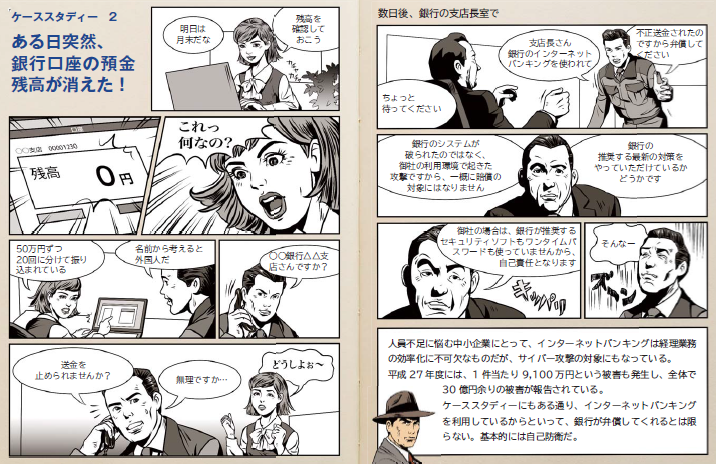 ケーススタディー 2
ある日突然、
銀行口座の預金
残高が消えた！
明日は
月末だな
残高を
確認して
おこう
〇〇支店 00001230
残高 0円
これっ
何なの?
50万円ずつ
20回に分けて振り
込まれている
名前から考えると
外国人だ
〇〇銀行△△支
店さんですか?
送金を
止められませんか?
無理ですか…
どうしよぉ～
数日後、銀行の支店長室で
支店長さん
銀行のインターネット
バンキングを使われて
不正送金されたの
ですから弁償して
ください
ちょっと
待ってください
銀行のシステムが
破られたのではなく、
御社の利用環境で起きた
攻撃ですから、一概に賠償の
対象にはなりません
銀行の
推奨する最新の対策を
やっていただけているか
どうかです
御社の場合は、銀行が推奨する
セキュリティソフトもワンタイムパ
スワードも使っていませんから、
自己責任となります
キッパリ
そんなー
ズーン
人員不足に悩む中小企業にとって、インターネットバンキングは経理業務
の効率化に不可欠なものだが、サイバー攻撃の対象にもなっている。
平成27年度には、1件当たり9,100万円という被害も発生し、全体で
30億円余りの被害が報告されている。
ケーススタディーにもある通り、インターネットバンキング
を利用しているからといって、銀行が弁償してくれるとは限
らない。基本的には自己防衛だ。